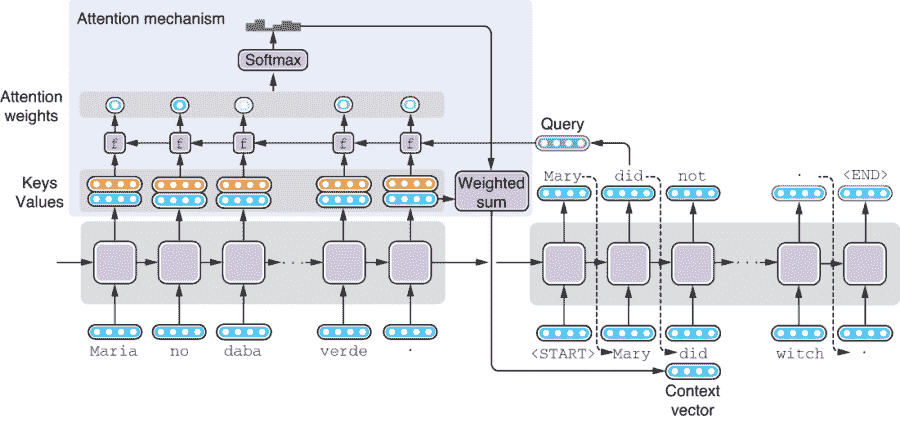 Attention mechanism
Softmax
Attention
weights
f f f f f
Query
Keys
Values
Weighted
sum
Mary did not . <END>
Maria no daba ... verde .
<START> Mary did ... witch .
Context
vector